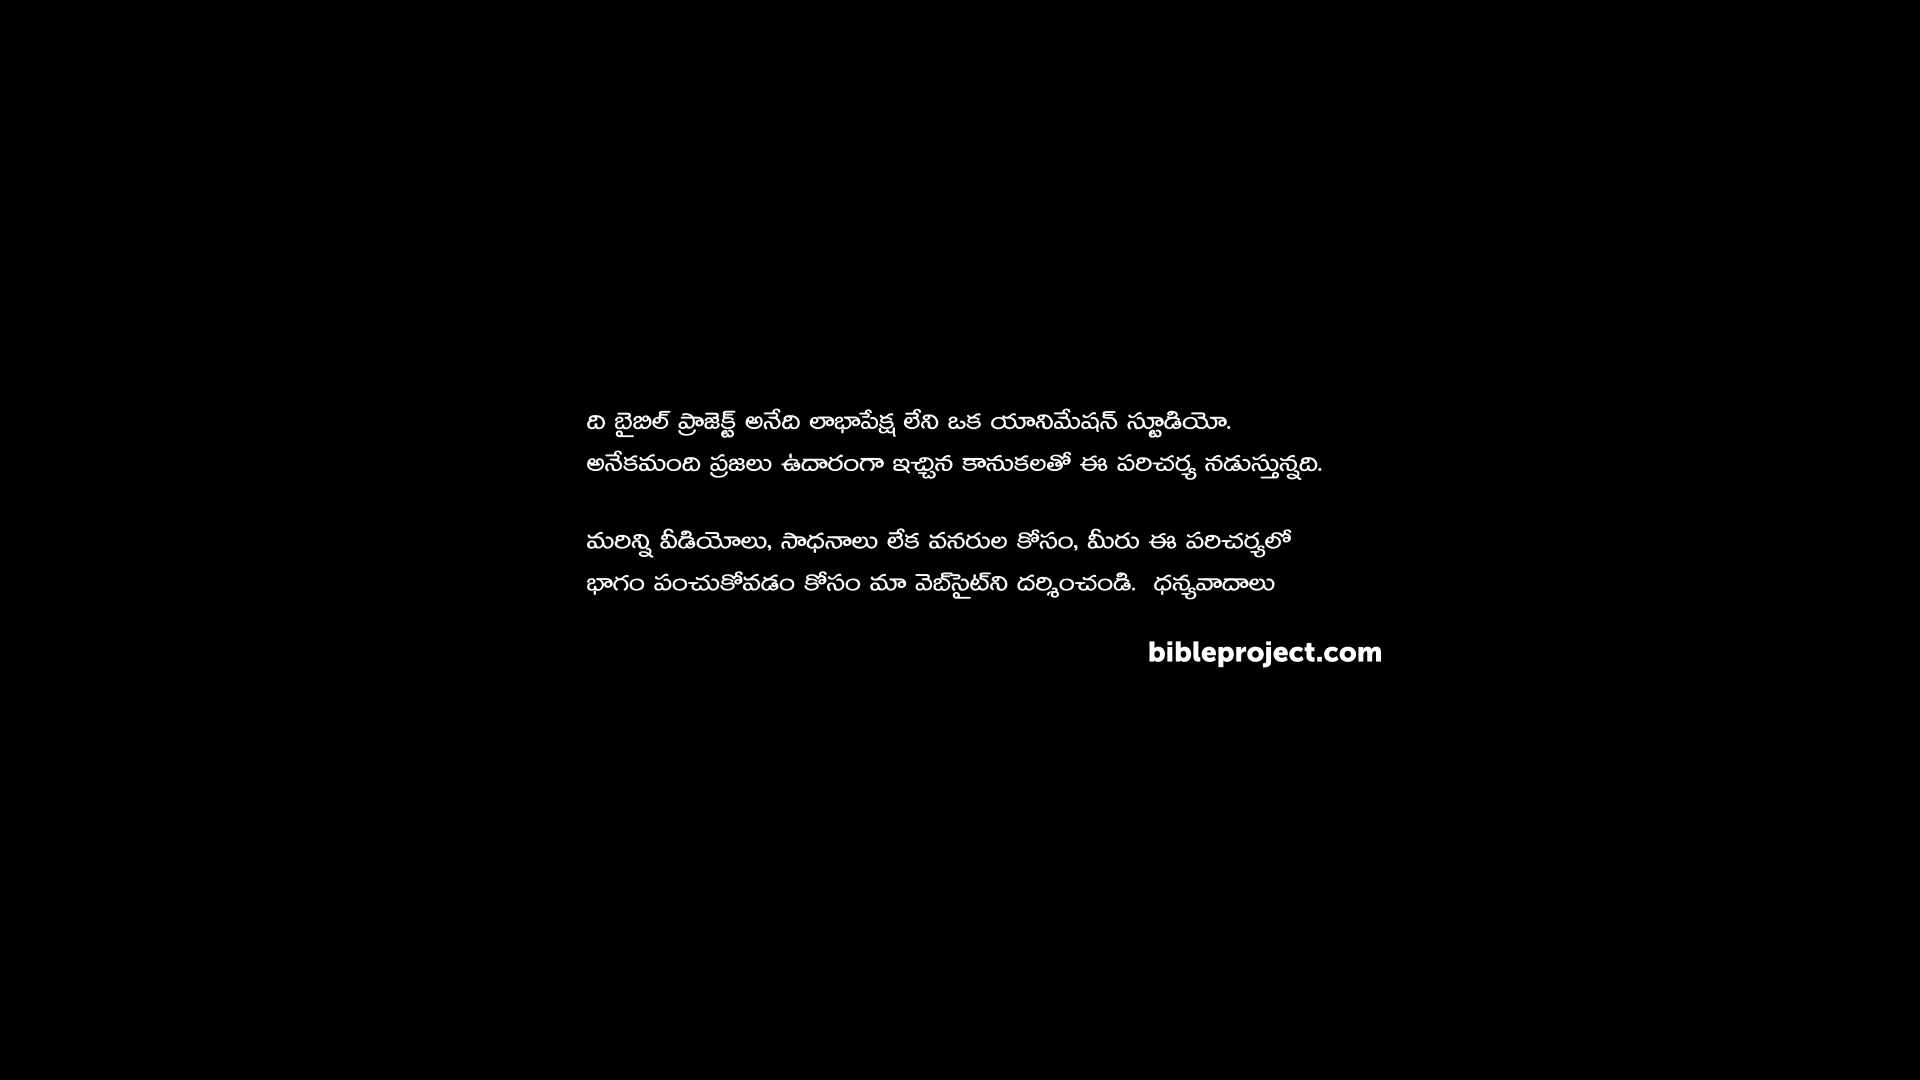 ది బైబిల్ ప్రాజెక్ట్ అనేది లాభాపేక్ష లేని ఒక యానిమేషన్ స్టూడియో.
అనేకమంది ప్రజలు ఉదారంగా ఇచ్చిన కానుకలతో ఈ పరిచర్య నడుస్తున్నది.
మరిన్ని వీడియోలు, సాధనాలు లేక వనరుల కోసం, మీరు ఈ పరిచర్యలో
భాగం పంచుకోవడం కోసం మా వెబ్‌సైట్‌ని దర్శించండి.  ధన్యవాదాలు
bibleproject.com